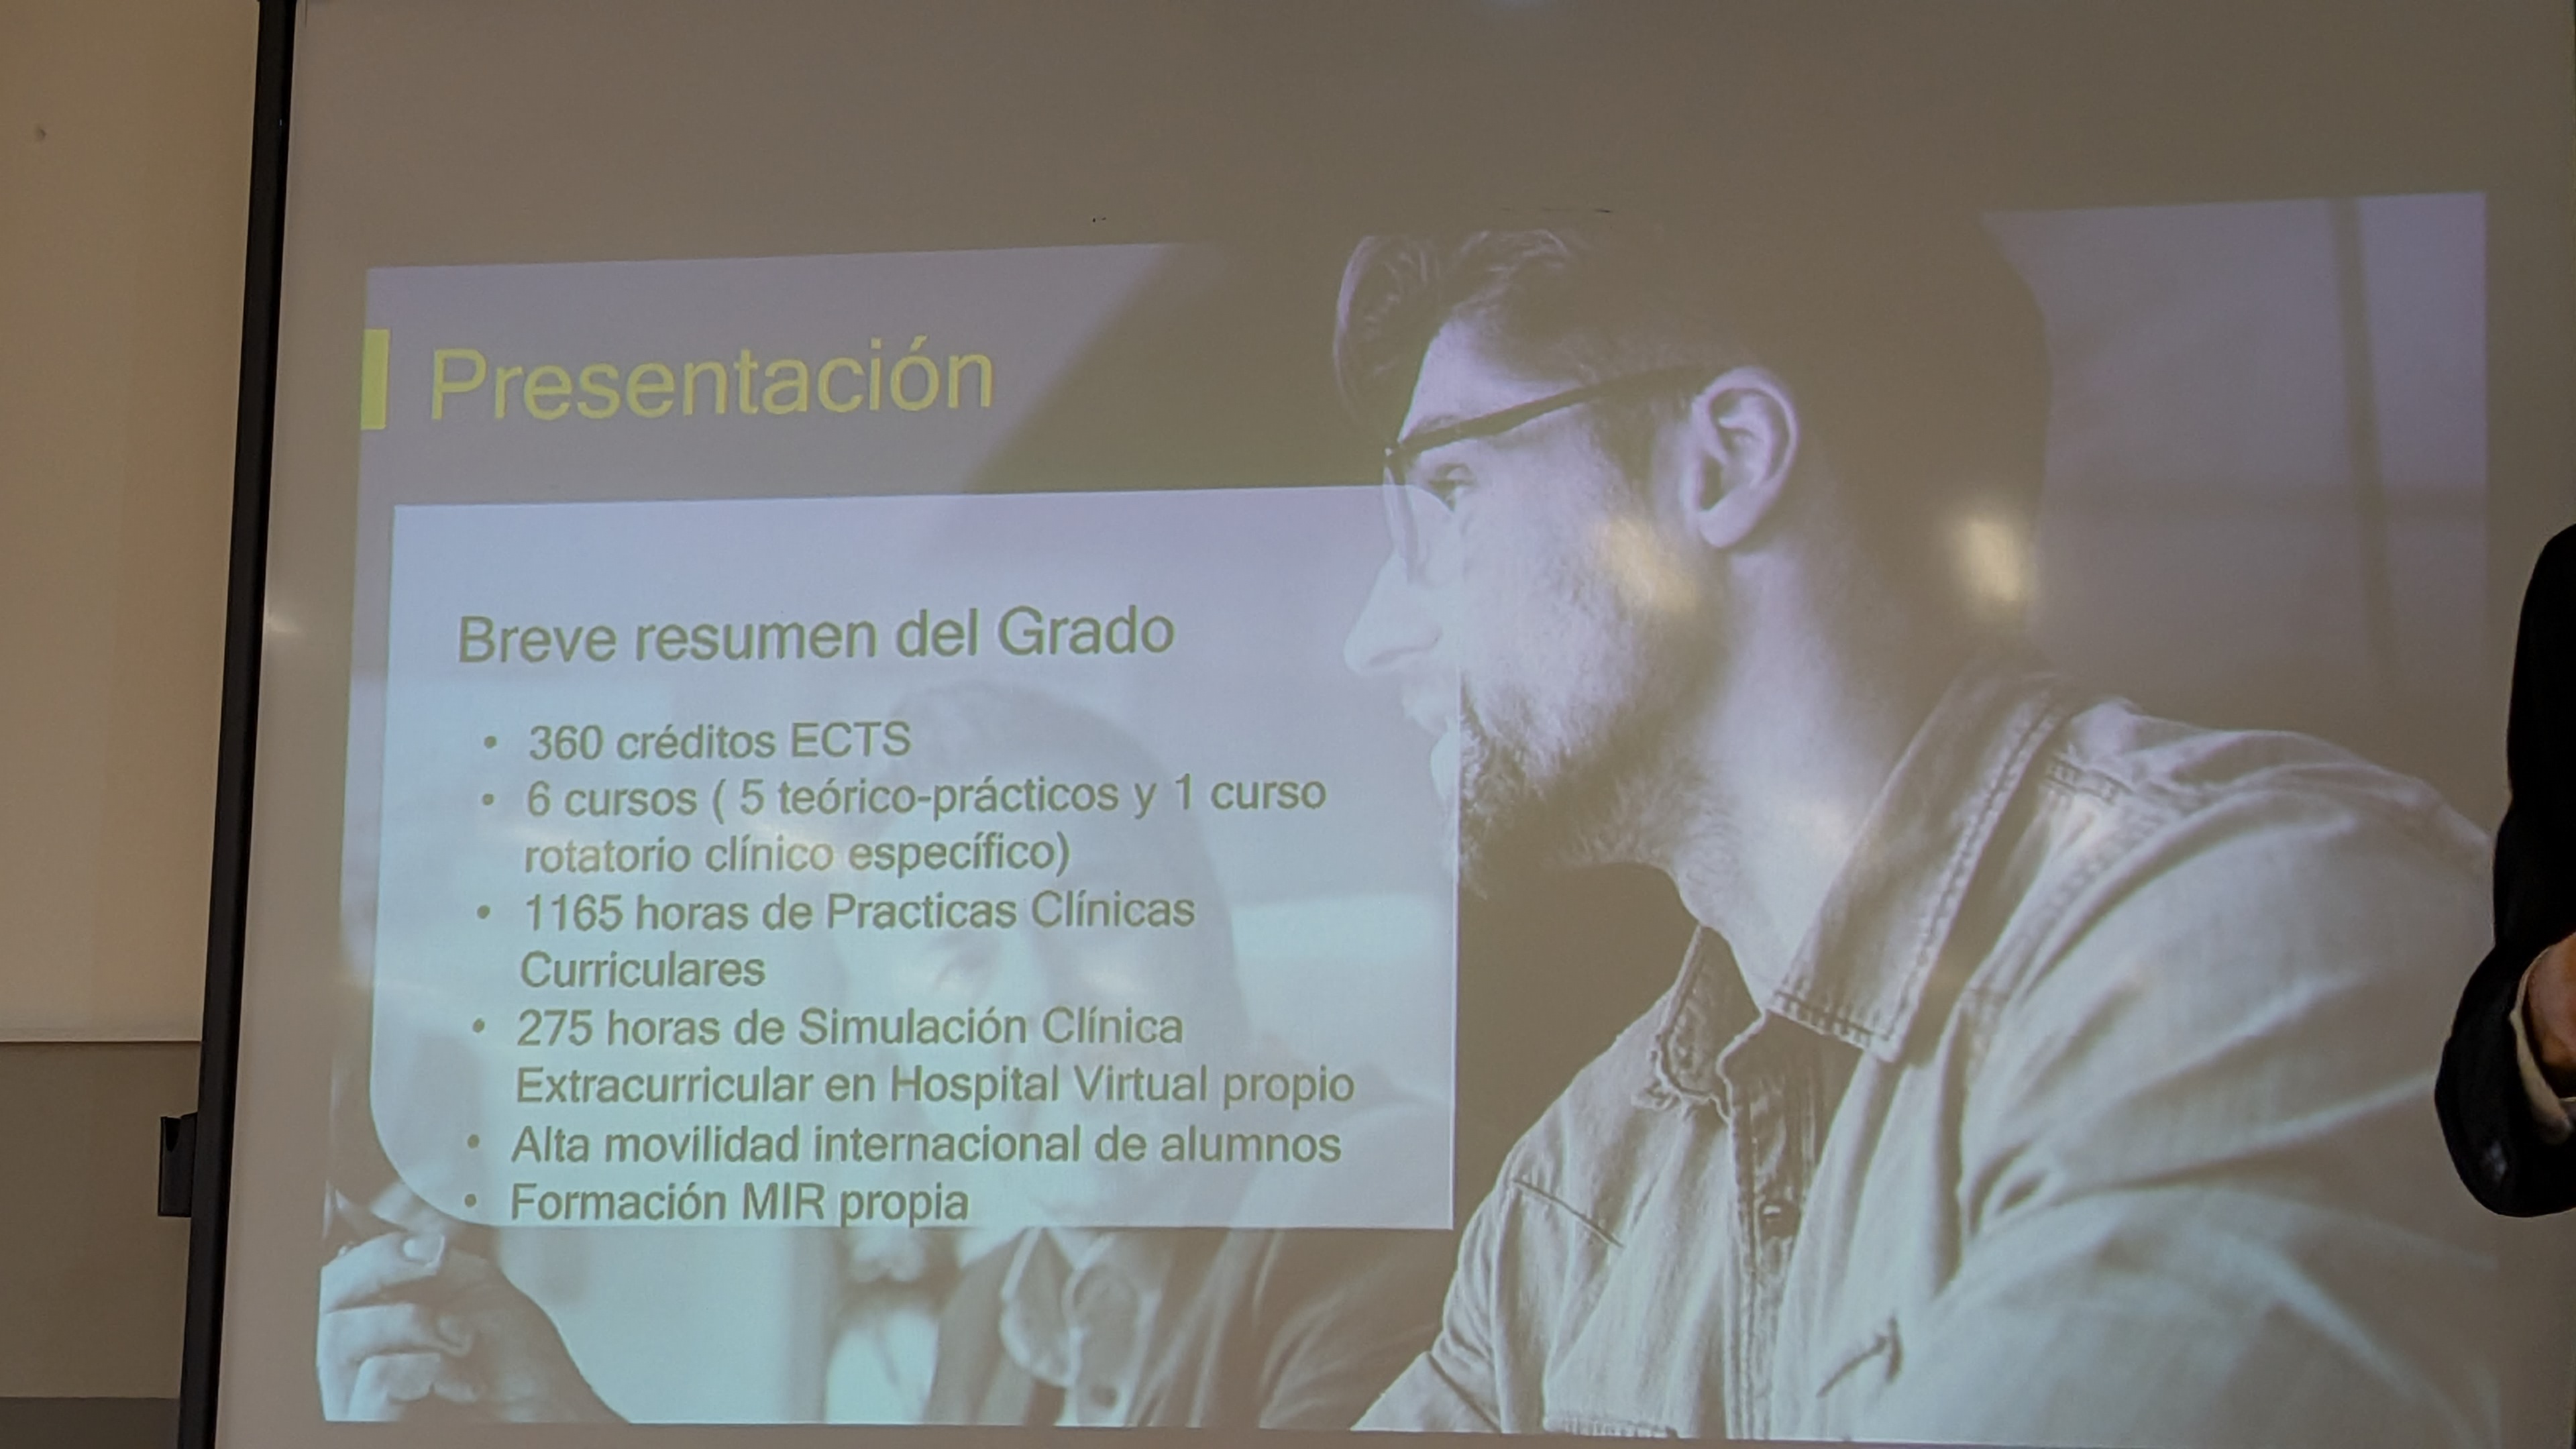 Presentación
Breve resumen del Grado
• 360 créditos ECTS
• 6 cursos ( 5 teórico-prácticos y 1 curso
rotatorio clínico específico)
• 1165 horas de Practicas Clínicas
Curriculares
• 275 horas de Simulación Clínica
Extracurricular en Hospital Virtual propio
• Alta movilidad internacional de alumnos
• Formación MIR propia